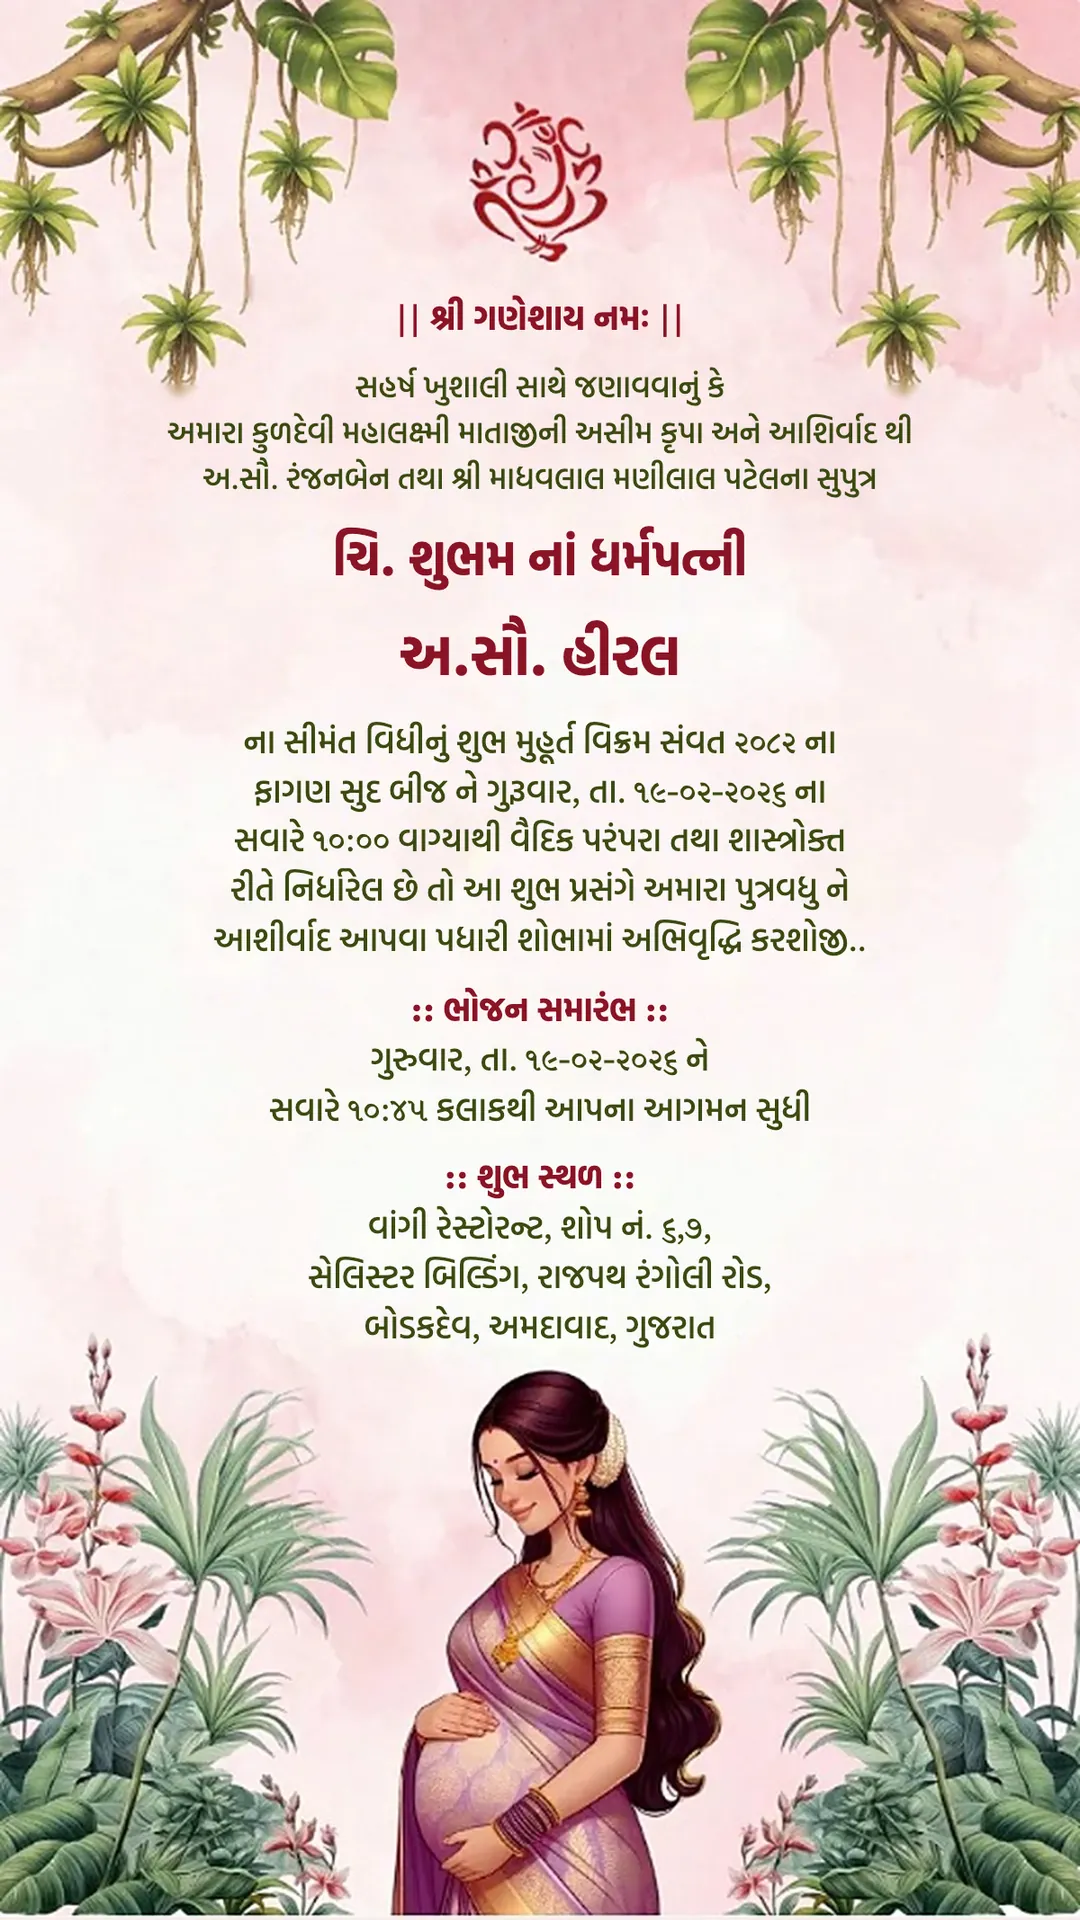 || શ્રી ગણેશાય નમઃ ||
સહર્ષ ખુશાલી સાથે જણાવવાનું કે
અમારા કુળદેવી મહાલક્ષ્મી માતાજીની અસીમ કૃપા અને આશિર્વાદ થી
અ.સૌ. રંજનબેન તથા શ્રી માધવલાલ મણીલાલ પટેલના સુપુત્ર
ચિ. શુભમ નાં ધર્મપત્ની
અ.સૌ. હીરલ
ના સીમંત વિધીનું શુભ મુહૂર્ત વિક્રમ સંવત ૨૦૮૨ ના
ફાગણ સુદ બીજ ને ગુરૂવાર, તા. ૧૯-૦૨-૨૦૨૬ ના
સવારે ૧૦:૦૦ વાગ્યાથી વૈદિક પરંપરા તથા શાસ્ત્રોક્ત
રીતે નિર્ધારેલ છે તો આ શુભ પ્રસંગે અમારા પુત્રવધુ ને
આશીર્વાદ આપવા પધારી શોભામાં અભિવૃદ્ધિ કરશોજી..
:: ભોજન સમારંભ ::
ગુરુવાર, તા. ૧૯-૦૨-૨૦૨૬ ને
સવારે ૧૦:૪૫ કલાકથી આપના આગમન સુધી
:: શુભ સ્થળ ::
વાંગી રેસ્ટોરન્ટ, શોપ નં. ૬,૭,
સેલિસ્ટર બિલ્ડિંગ, રાજપથ રંગોલી રોડ,
બોડકદેવ, અમદાવાદ, ગુજરાત